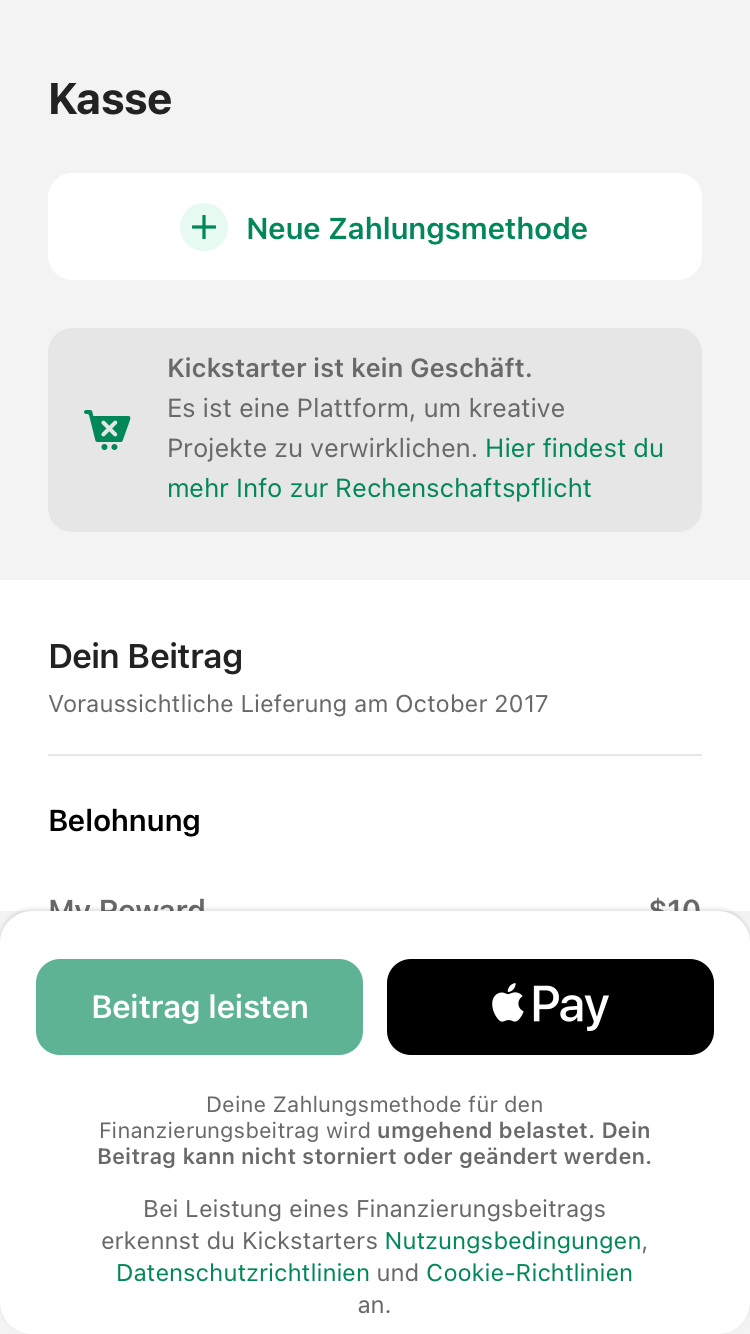 Kasse
Neue Zahlungsmethode
Kickstarter ist kein Geschäft.
Es ist eine Plattform, um kreative
Projekte zu verwirklichen. Hier findest du
mehr Info zur Rechenschaftspflicht
Dein Beitrag
Voraussichtliche Lieferung am October 2017
Belohnung
My Reward $10
Beitrag leisten
Pay
Deine Zahlungsmethode für den
Finanzierungsbeitrag wird umgehend belastet. Dein
Beitrag kann nicht storniert oder geändert werden.
Bei Leistung eines Finanzierungsbeitrags
erkennst du Kickstarters Nutzungsbedingungen,
Datenschutzrichtlinien und Cookie-Richtlinien
an.